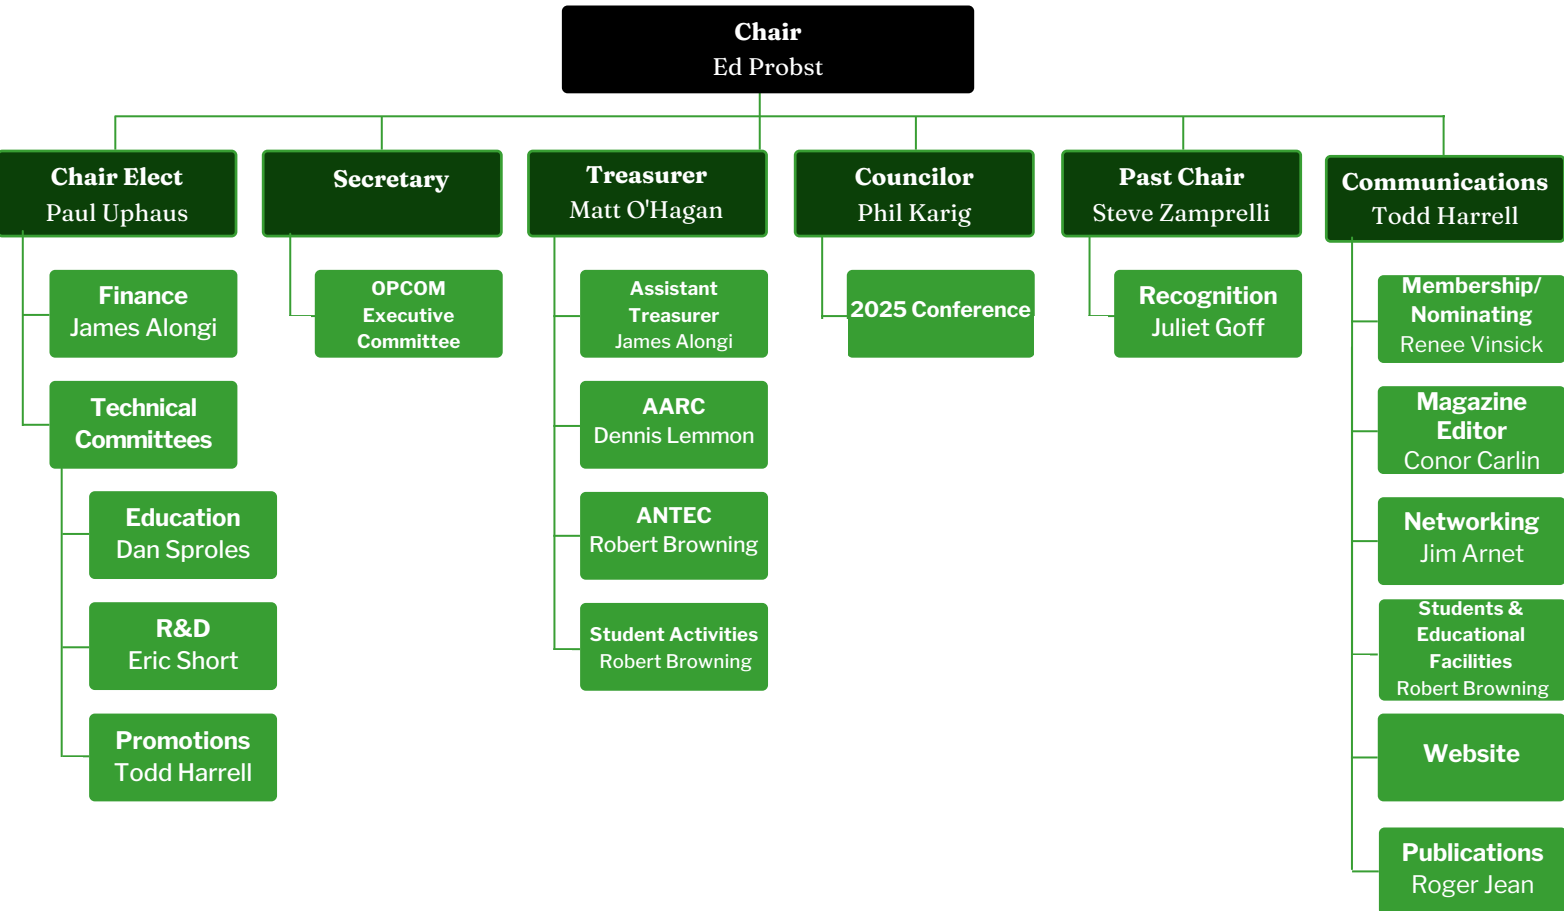 Chair
Ed Probst
Chair Elect
Paul Uphaus
Secretary
Treasurer
Matt O'Hagan
Councilor
Phil Karig
Past Chair
Steve Zamprelli
Communications
Todd Harrell
Finance
James Alongi
Technical
Committees
Education
Dan Sproles
R&D
Eric Short
Promotions
Todd Harrell
OPCOM
Executive
Committee
Assistant
Treasurer
James Alongi
AARC
Dennis Lemmon
ANTEC
Robert Browning
Student Activities
Robert Browning
2025 Conference
Recognition
Juliet Goff
Membership/
Nominating
Renee Vinsick
Magazine
Editor
Conor Carlin
Networking
Jim Arnet
Students &
Educational
Facilities
Robert Browning
Website
Publications
Roger Jean